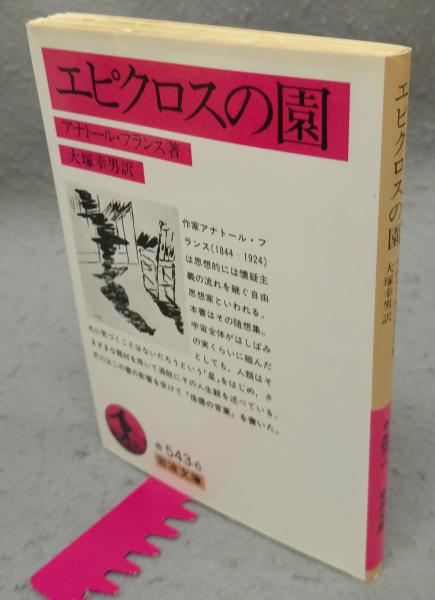 エピクロスの園
アナトール・フランス著
大塚幸男訳
作家アナトール・フ
ランス(1844-1924)
は思想的には懐疑主
義の流れを継ぐ自由
思想家といわれる。
本書はその随想集。
宇宙全体がはしばみ
の実くらいに縮んだ
としても，人類はそ
れに気づくことはないだろうという「星」をはじめ，さ
まざまな題材を用いて洒脱にその人生観を述べている。
芥川はこの書の影響を受けて『侏儒の言葉』を書いた。
赤 543-6
岩波文庫
エピクロスの園
大塚幸男訳